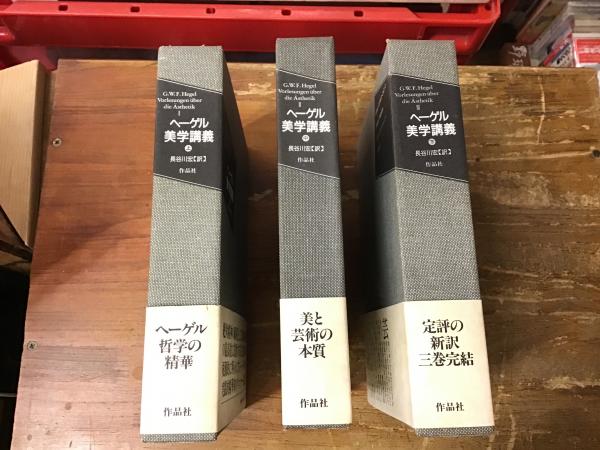 G.W.F. Hegel
Vorlesungen über
die Ästhetik
I
ヘーゲル
美学講義
上
長谷川宏【訳】
作品社
ヘーゲル
哲学の
精華
G.W.F. Hegel
Vorlesungen über
die Ästhetik
II
ヘーゲル
美学講義
中
長谷川宏【訳】
作品社
美と
芸術の
本質
作品社
G.W.F. Hegel
Vorlesungen über
die Ästhetik
ヘーゲル
美学講義
下
長谷川宏【訳】
作品社
定評の
新訳
三巻完結
作品社